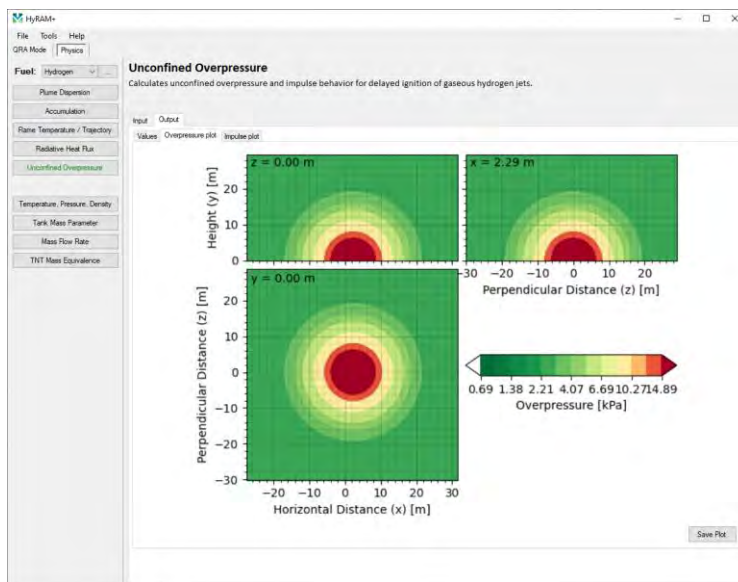 HyRAM+
File Tools Help
QRA Mode Physics
Fuel: Hydrogen ...
Plume Dispersion
Accumulation
Flame Temperature / Trajectory
Radiative Heat Flux
Unconfined Overpressure
Temperature, Pressure, Density
Tank Mass Parameter
Mass Flow Rate
TNT Mass Equivalence
Unconfined Overpressure
Calculates unconfined overpressure and impulse behavior for delayed ignition of gaseous hydrogen jets.
Input Output
Values Overpressure plot Impulse plot
z = 0.00 m
Height (y) [m]
20
10
0
x = 2.29 m
-30 -20 -10 0 10 20
Perpendicular Distance (z) [m]
y = 0.00 m
Perpendicular Distance (z) [m]
20
10
0
-10
-20
-30
-20 -10 0 10 20 30
Horizontal Distance (x) [m]
0.69 1.38 2.21 4.07 6.69 10.27 14.89
Overpressure [kPa]
Save Plot